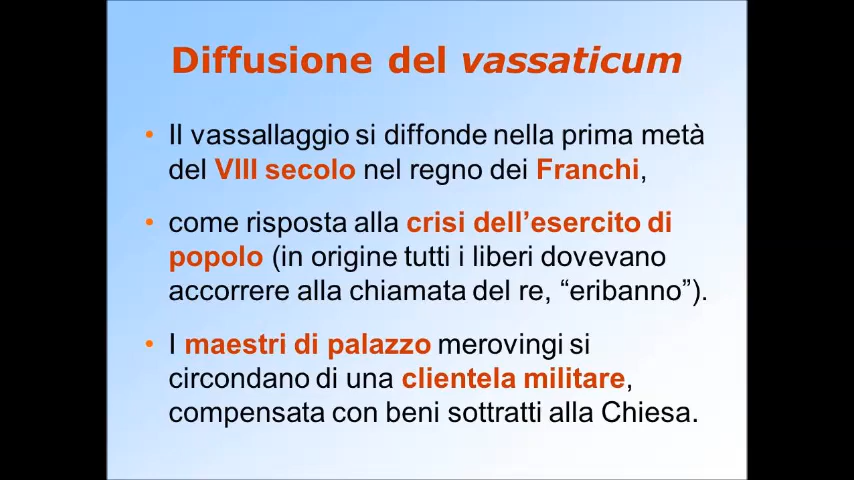 Diffusione del vassaticum
• Il vassallaggio si diffonde nella prima metà
del VIII secolo nel regno dei Franchi,
• come risposta alla crisi dell’esercito di
popolo (in origine tutti i liberi dovevano
accorrere alla chiamata del re, “eribanno”).
• I maestri di palazzo merovingi si
circondano di una clientela militare,
compensata con beni sottratti alla Chiesa.